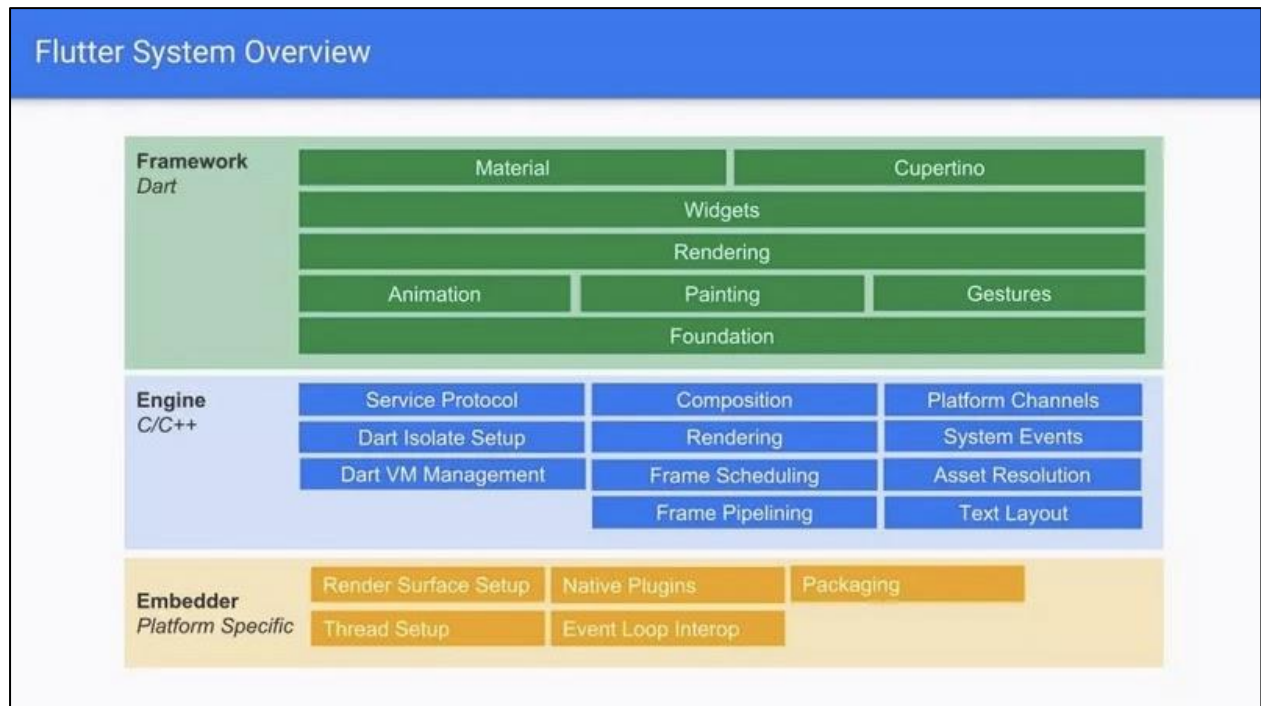 Flutter System Overview
Framework
Dart
Material
Cupertino
Widgets
Rendering
Animation
Painting
Gestures
Foundation
Engine
C/C++
Service Protocol
Composition
Platform Channels
Dart Isolate Setup
Rendering
System Events
Dart VM Management
Frame Scheduling
Asset Resolution
Frame Pipelining
Text Layout
Embedder
Platform Specific
Render Surface Setup
Native Plugins
Packaging
Thread Setup
Event Loop Interop